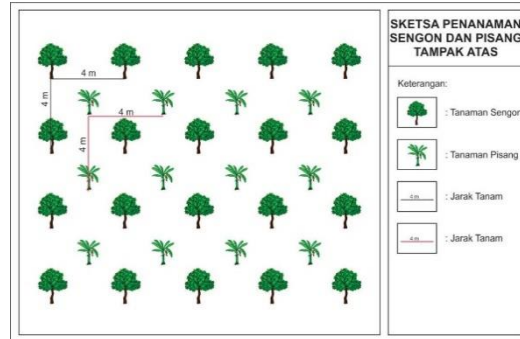 SKETSA PENANAMAN
SENGON DAN PISANG
TAMPAK ATAS
Keterangan:
: Tanaman Sengon
: Tanaman Pisang
4 m
: Jarak Tanam
4 m
: Jarak Tanam
4 m
4 m
4 m
4 m